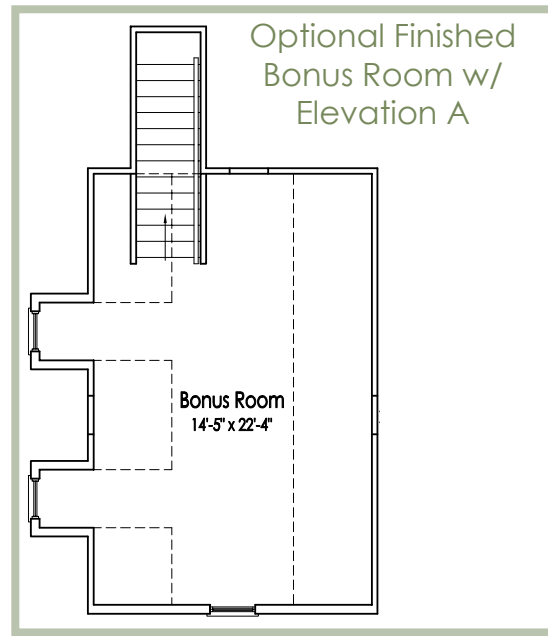 Optional Finished
Bonus Room w/
Elevation A
Bonus Room
14'-5" x 22'-4"